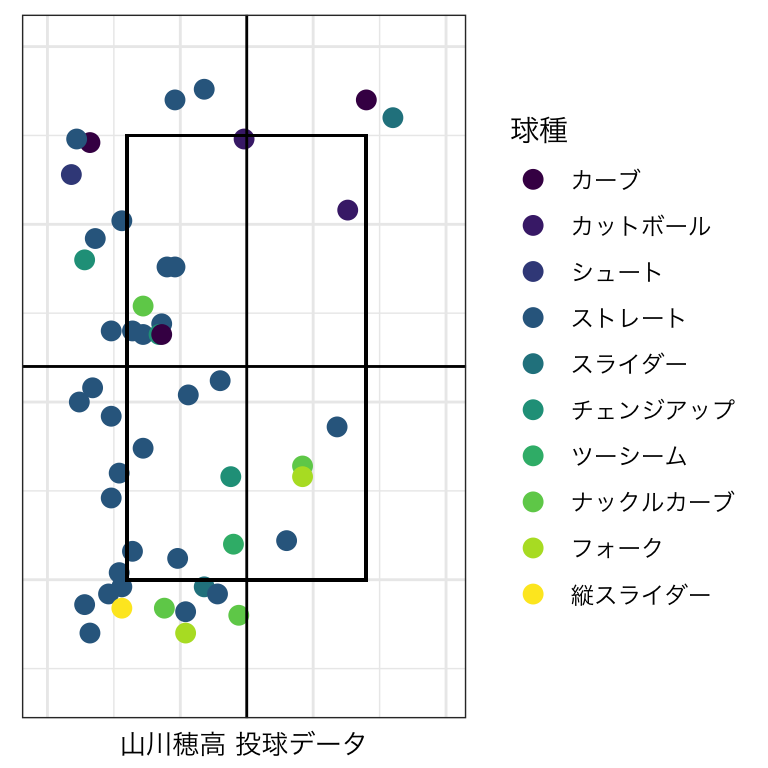 球種
カーブ
カットボール
シュート
ストレート
スライダー
チェンジアップ
ツーシーム
ナックルカーブ
フォーク
縦スライダー
山川穂高 投球データ